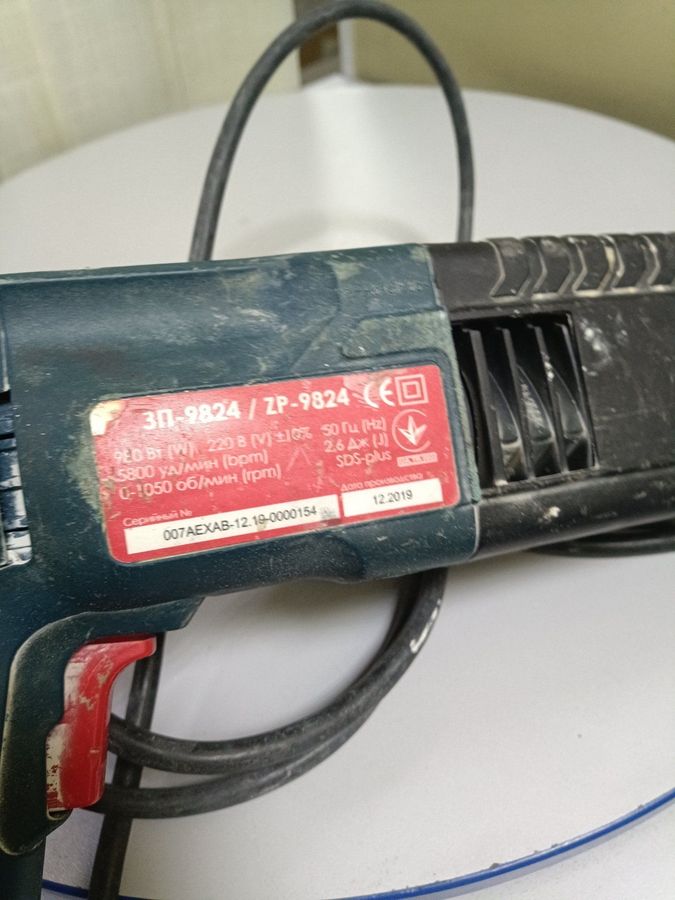 ЗП-9824 / ZP-9824 CE
Вт (W) 220 В (V) ±10% 50 Гц (Hz)
5800 уд/мин (bpm) 2.6 Дж (J)
0-1050 об/мин (rpm) SDS-plus
Серийный № Дата производства
007AEXAB-12.19-0000154 12.2019